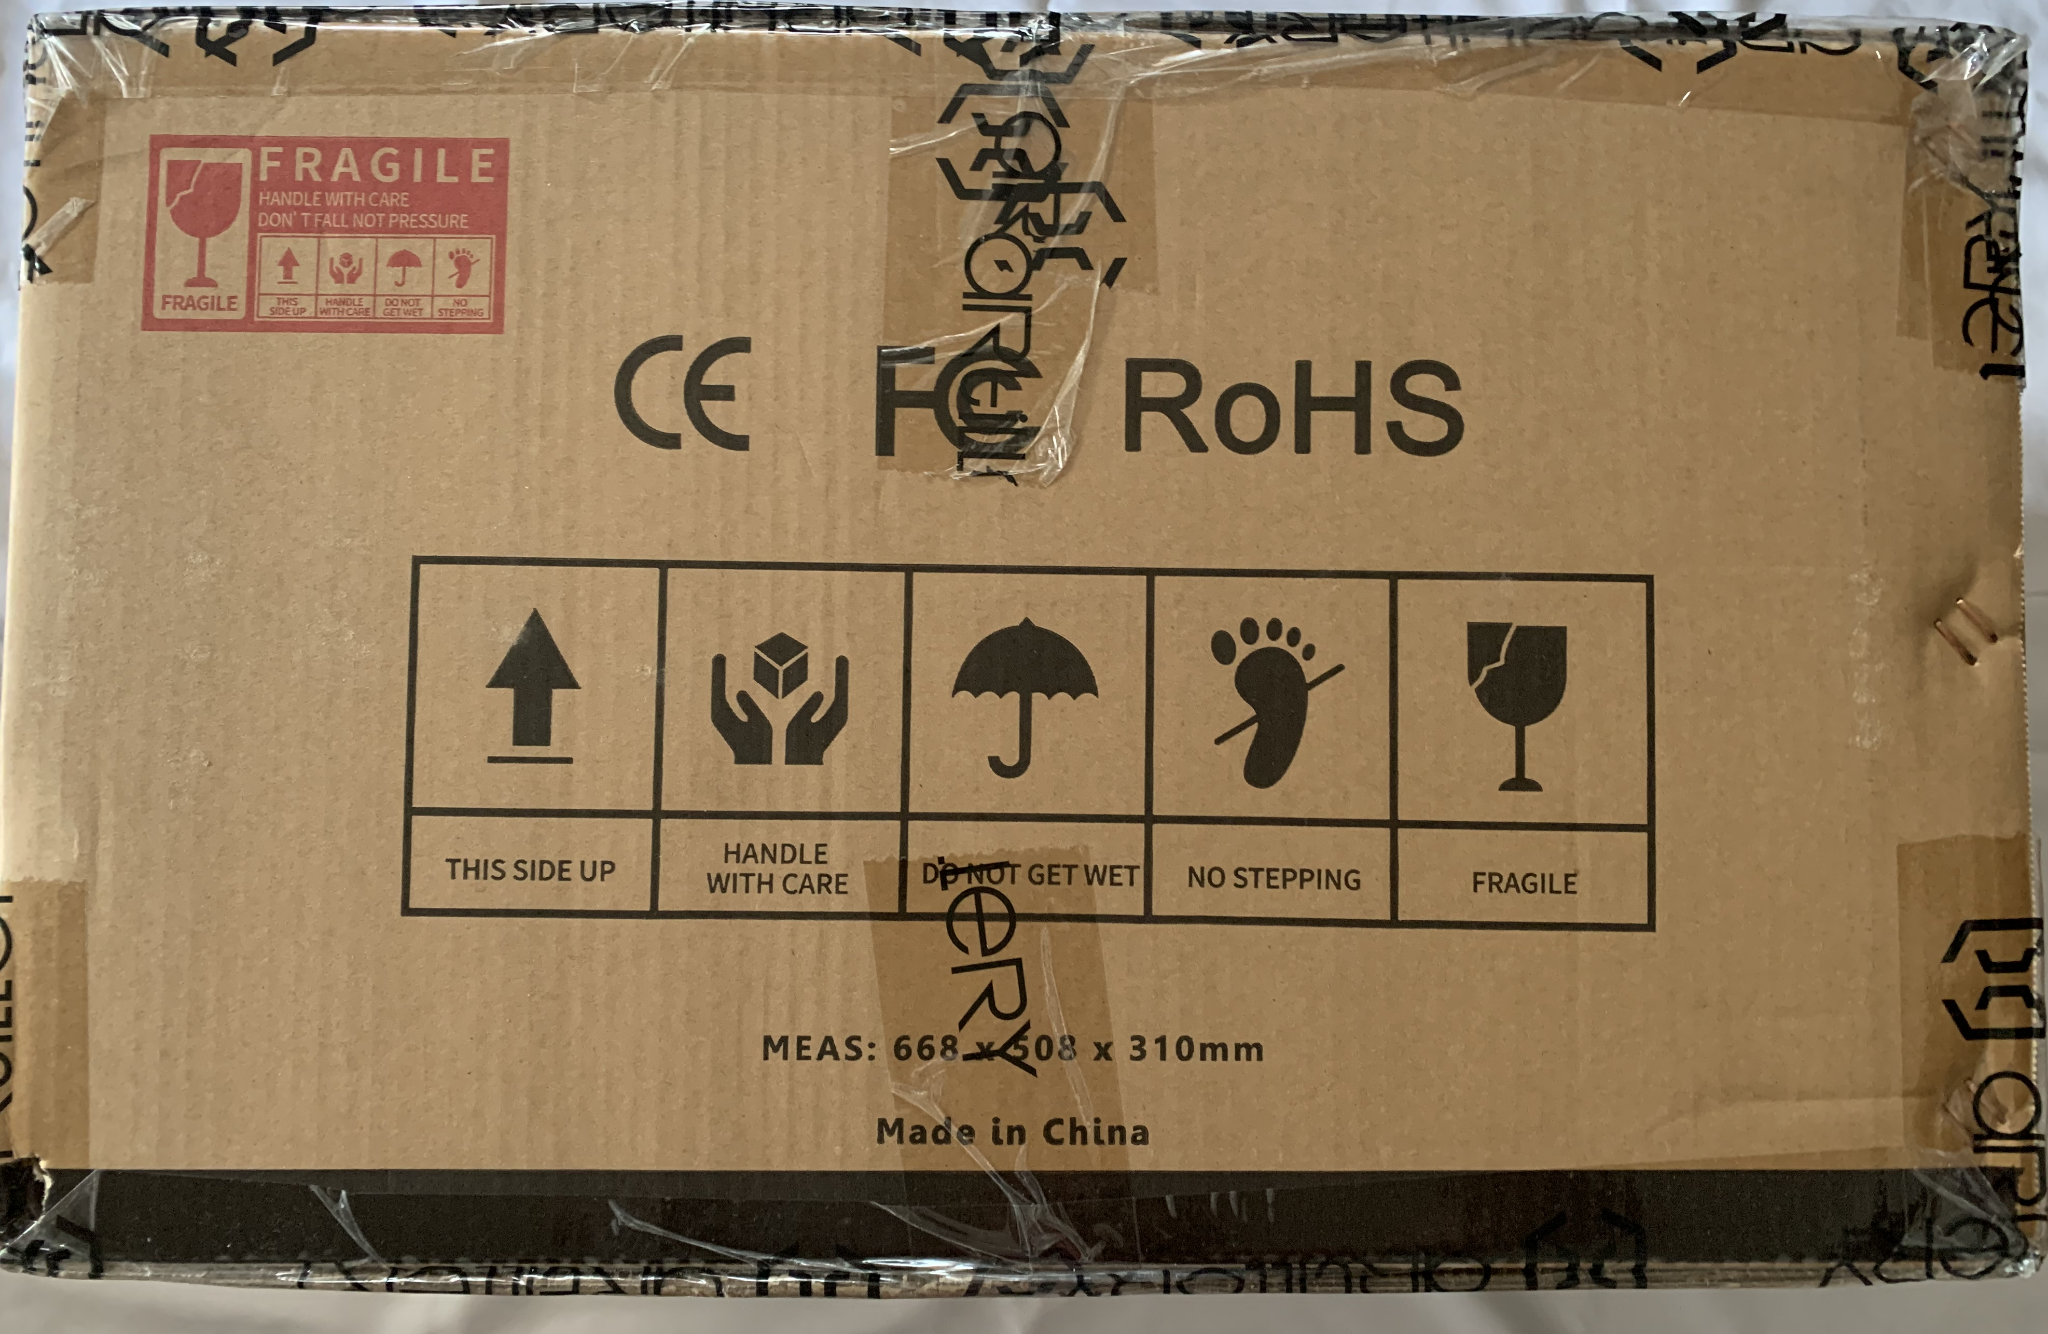 FRAGILE
HANDLE WITH CARE
DON'T FALL NOT PRESSURE
FRAGILE
THIS SIDE UP
HANDLE WITH CARE
DO NOT GET WET
NO STEPPING
CE FC RoHS
THIS SIDE UP
HANDLE WITH CARE
DO NOT GET WET
NO STEPPING
FRAGILE
MEAS: 668 x 508 x 310mm
Made in China